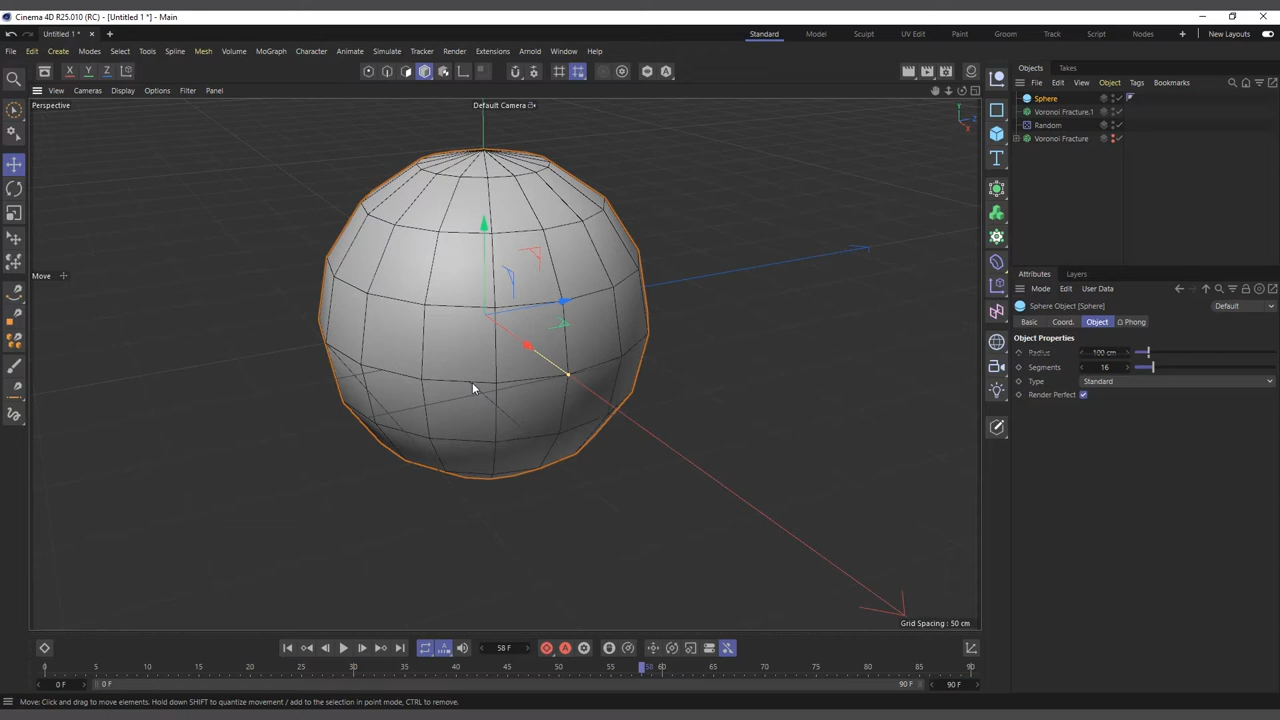 Cinema 4D R25.010 (RC) - [Untitled 1 *] - Main
Untitled 1 *
Standard Model Sculpt UV Edit Paint Groom Track Script Nodes New Layouts
File Edit Create Modes Select Tools Spline Mesh Volume MoGraph Character Animate Simulate Tracker Render Extensions Arnold Window Help
X Y Z
View Cameras Display Options Filter Panel
Perspective
Default Camera
Y
Z
X
Move
Grid Spacing : 50 cm
Objects Takes
File Edit View Object Tags Bookmarks
Sphere
Voronoi Fracture.1
Random
Voronoi Fracture
Attributes Layers
Mode Edit User Data
Sphere Object [Sphere] Default
Basic Coord. Object Phong
Object Properties
Radius 100 cm
Segments 16
Type Standard
Render Perfect
58 F
0 5 10 15 20 25 30 35 40 45 50 55 58 60 65 70 75 80 85 90
0 F 0 F 90 F 90 F
Move: Click and drag to move elements. Hold down SHIFT to quantize movement / add to the selection in point mode, CTRL to remove.